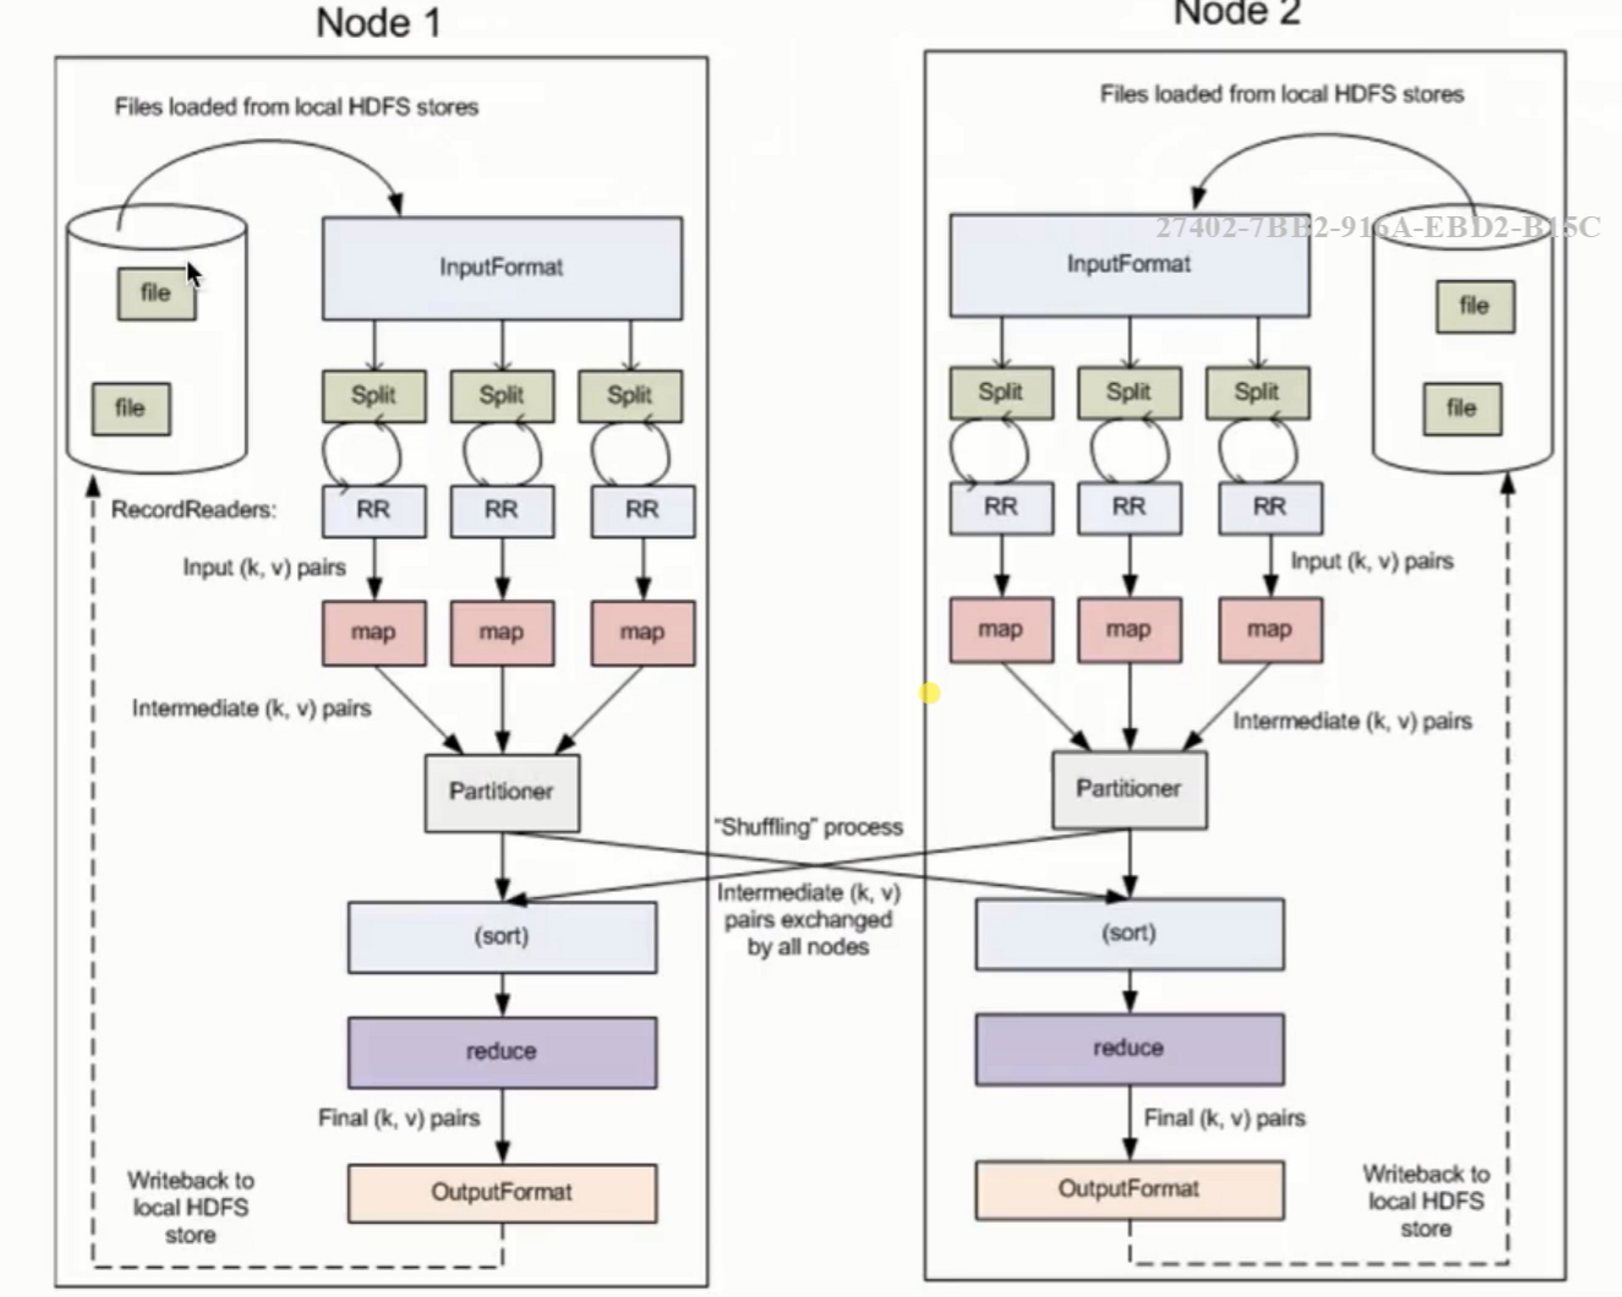 Node 1
Files loaded from local HDFS stores
InputFormat
file
file
Split
Split
Split
RecordReaders:
RR
RR
RR
Input (k, v) pairs
map
map
map
Intermediate (k, v) pairs
Partitioner
(sort)
reduce
Final (k, v) pairs
OutputFormat
Writeback to
local HDFS
store
"Shuffling" process
Intermediate (k, v)
pairs exchanged
by all nodes
Node 2
Files loaded from local HDFS stores
27402-7BB2-916A-EBD2-B15C
InputFormat
file
file
Split
Split
Split
RR
RR
RR
Input (k, v) pairs
map
map
map
Intermediate (k, v) pairs
Partitioner
(sort)
reduce
Final (k, v) pairs
OutputFormat
Writeback to
local HDFS
store